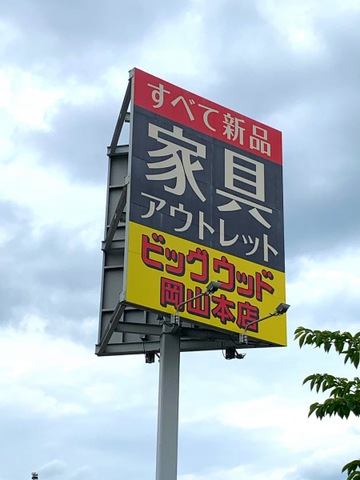 すべて新品
家具
アウトレット
ビッグウッド
岡山本店